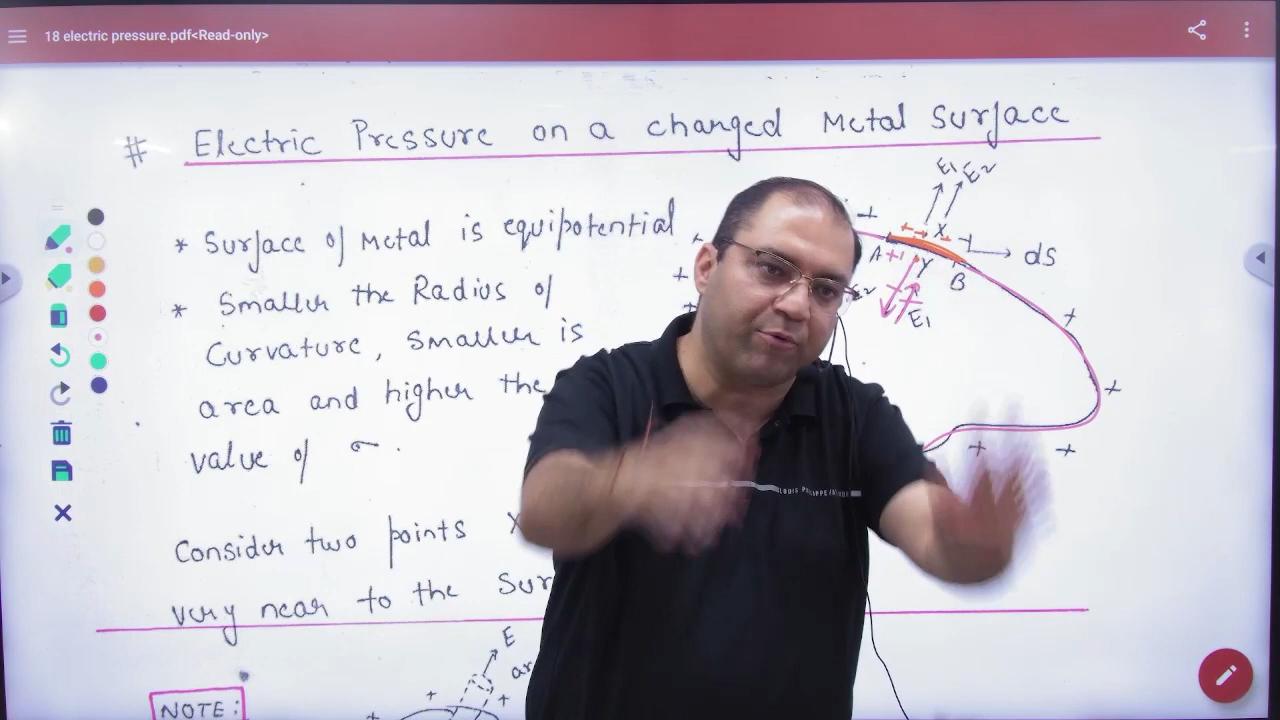 18 electric pressure.pdf<Read-only>
# Electric Pressure on a changed Metal Surface
* Surface of Metal is equipotential
* Smaller the Radius of
Curvature, Smaller is
area and higher the
value of σ.
Consider two points X
very near to the Sur
E1 E2
X
dS
A
Y
B
E2
E1
E
ar
NOTE: